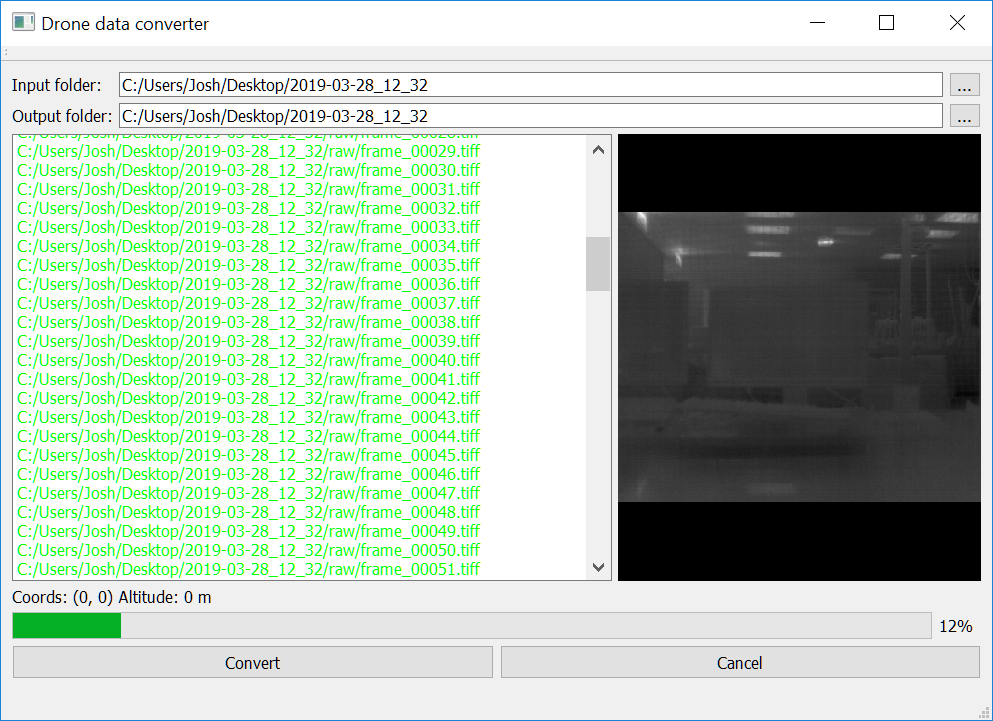 Drone data converter
Input folder: C:/Users/Josh/Desktop/2019-03-28_12_32 ...
Output folder: C:/Users/Josh/Desktop/2019-03-28_12_32 ...
C:/Users/Josh/Desktop/2019-03-28_12_32/raw/frame_00028.tiff
C:/Users/Josh/Desktop/2019-03-28_12_32/raw/frame_00029.tiff
C:/Users/Josh/Desktop/2019-03-28_12_32/raw/frame_00030.tiff
C:/Users/Josh/Desktop/2019-03-28_12_32/raw/frame_00031.tiff
C:/Users/Josh/Desktop/2019-03-28_12_32/raw/frame_00032.tiff
C:/Users/Josh/Desktop/2019-03-28_12_32/raw/frame_00033.tiff
C:/Users/Josh/Desktop/2019-03-28_12_32/raw/frame_00034.tiff
C:/Users/Josh/Desktop/2019-03-28_12_32/raw/frame_00035.tiff
C:/Users/Josh/Desktop/2019-03-28_12_32/raw/frame_00036.tiff
C:/Users/Josh/Desktop/2019-03-28_12_32/raw/frame_00037.tiff
C:/Users/Josh/Desktop/2019-03-28_12_32/raw/frame_00038.tiff
C:/Users/Josh/Desktop/2019-03-28_12_32/raw/frame_00039.tiff
C:/Users/Josh/Desktop/2019-03-28_12_32/raw/frame_00040.tiff
C:/Users/Josh/Desktop/2019-03-28_12_32/raw/frame_00041.tiff
C:/Users/Josh/Desktop/2019-03-28_12_32/raw/frame_00042.tiff
C:/Users/Josh/Desktop/2019-03-28_12_32/raw/frame_00043.tiff
C:/Users/Josh/Desktop/2019-03-28_12_32/raw/frame_00044.tiff
C:/Users/Josh/Desktop/2019-03-28_12_32/raw/frame_00045.tiff
C:/Users/Josh/Desktop/2019-03-28_12_32/raw/frame_00046.tiff
C:/Users/Josh/Desktop/2019-03-28_12_32/raw/frame_00047.tiff
C:/Users/Josh/Desktop/2019-03-28_12_32/raw/frame_00048.tiff
C:/Users/Josh/Desktop/2019-03-28_12_32/raw/frame_00049.tiff
C:/Users/Josh/Desktop/2019-03-28_12_32/raw/frame_00050.tiff
C:/Users/Josh/Desktop/2019-03-28_12_32/raw/frame_00051.tiff
Coords: (0, 0) Altitude: 0 m
12%
Convert
Cancel